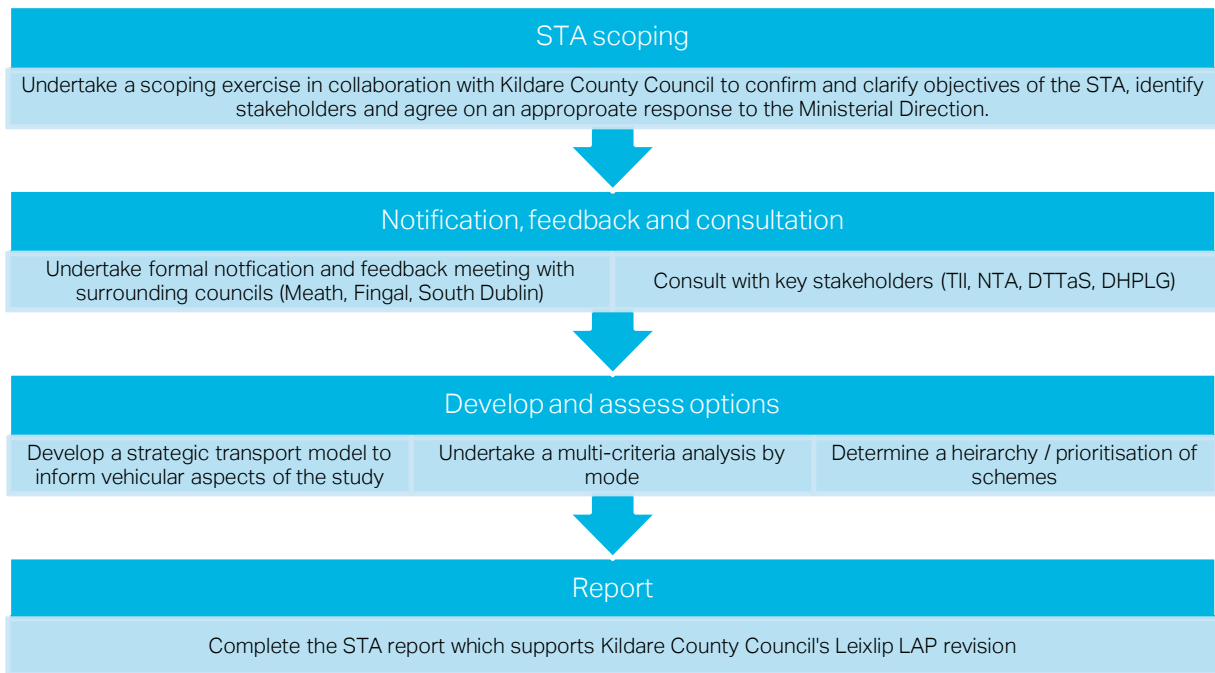 STA scoping
Undertake a scoping exercise in collaboration with Kildare County Council to confirm and clarify objectives of the STA, identify
stakeholders and agree on an approproate response to the Ministerial Direction.
Notification, feedback and consultation
Undertake formal notfication and feedback meeting with
surrounding councils (Meath, Fingal, South Dublin)
Consult with key stakeholders (TII, NTA, DTTaS, DHPLG)
Develop and assess options
Develop a strategic transport model to
inform vehicular aspects of the study
Undertake a multi-criteria analysis by
mode
Determine a heirarchy / prioritisation of
schemes
Report
Complete the STA report which supports Kildare County Council's Leixlip LAP revision